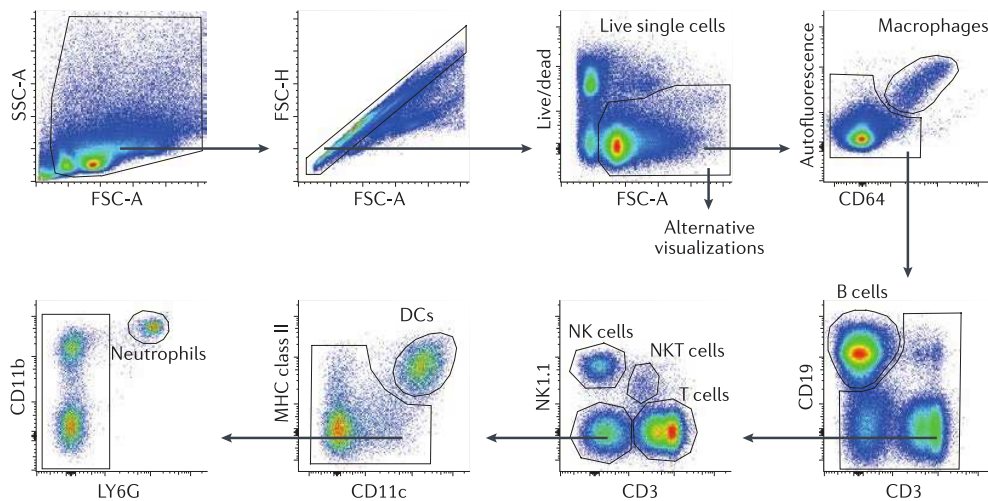 SSC-A
FSC-A
FSC-H
FSC-A
Live single cells
Live/dead
FSC-A
Alternative
visualizations
Macrophages
Autofluorescence
CD64
Neutrophils
CD11b
LY6G
DCs
MHC class II
CD11c
NK cells
NKT cells
T cells
NK1.1
CD3
B cells
CD19
CD3